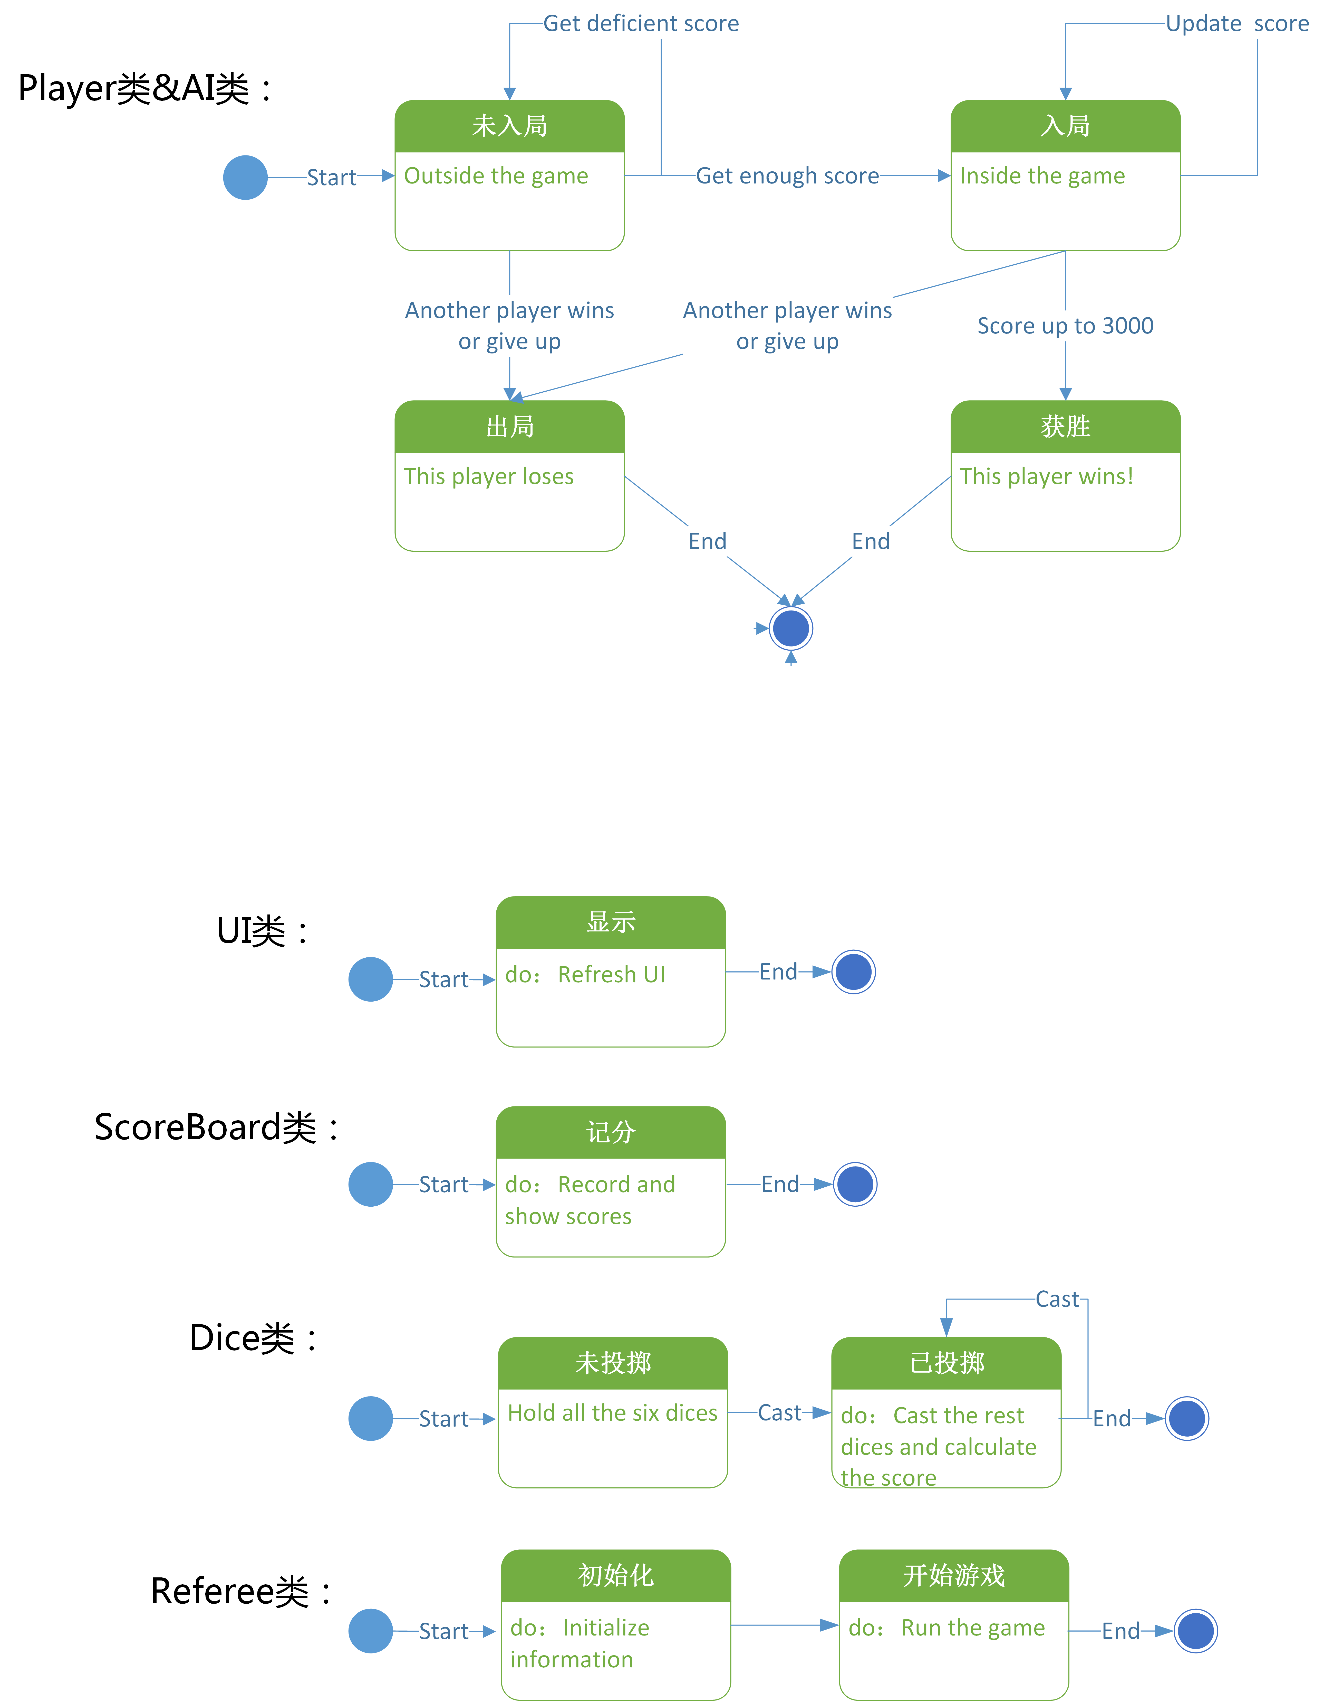 Get deficient score
Update  score
Player类&AI类：
未入局
入局
Start
Outside the game
Get enough score
Inside the game
Another player wins
or give up
Another player wins
or give up
Score up to 3000
出局
获胜
This player loses
This player wins!
End
End
UI类：
显示
Start
do：Refresh UI
End
ScoreBoard类：
记分
Start
do：Record and
show scores
End
Cast
Dice类：
未投掷
已投掷
Start
Hold all the six dices
Cast
do：Cast the rest
dices and calculate
the score
End
Referee类：
初始化
开始游戏
Start
do：Initialize
information
do：Run the game
End